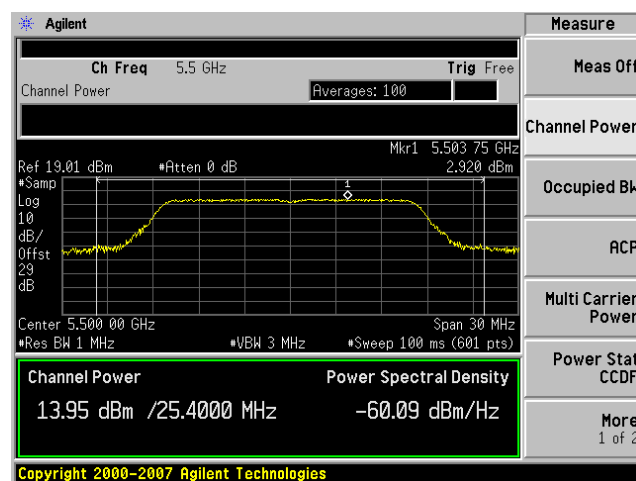 Agilent
Measure
Ch Freq 5.5 GHz Trig Free
Channel Power Averages: 100
Mkr1 5.503 75 GHz
Ref 19.01 dBm #Atten 0 dB 2.920 dBm
#Samp
Log
10
dB/
Offst
29
dB
1
Center 5.500 00 GHz Span 30 MHz
#Res BW 1 MHz #VBW 3 MHz #Sweep 100 ms (601 pts)
Channel Power Power Spectral Density
13.95 dBm /25.4000 MHz -60.09 dBm/Hz
Copyright 2000-2007 Agilent Technologies
Meas Off
Channel Power
Occupied BW
ACP
Multi Carrier
Power
Power Stat
CCDF
More
1 of 2